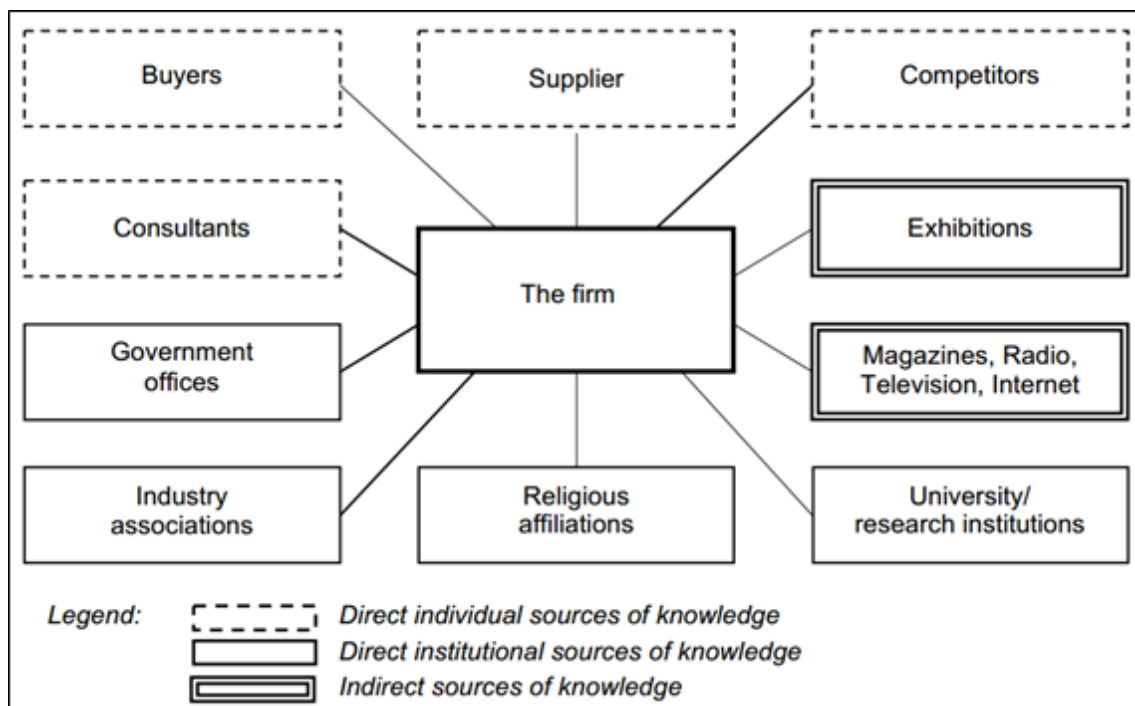 Buyers
Supplier
Competitors
Consultants
Exhibitions
The firm
Government
offices
Magazines, Radio,
Television, Internet
Industry
associations
Religious
affiliations
University/
research institutions
Legend:
Direct individual sources of knowledge
Direct institutional sources of knowledge
Indirect sources of knowledge